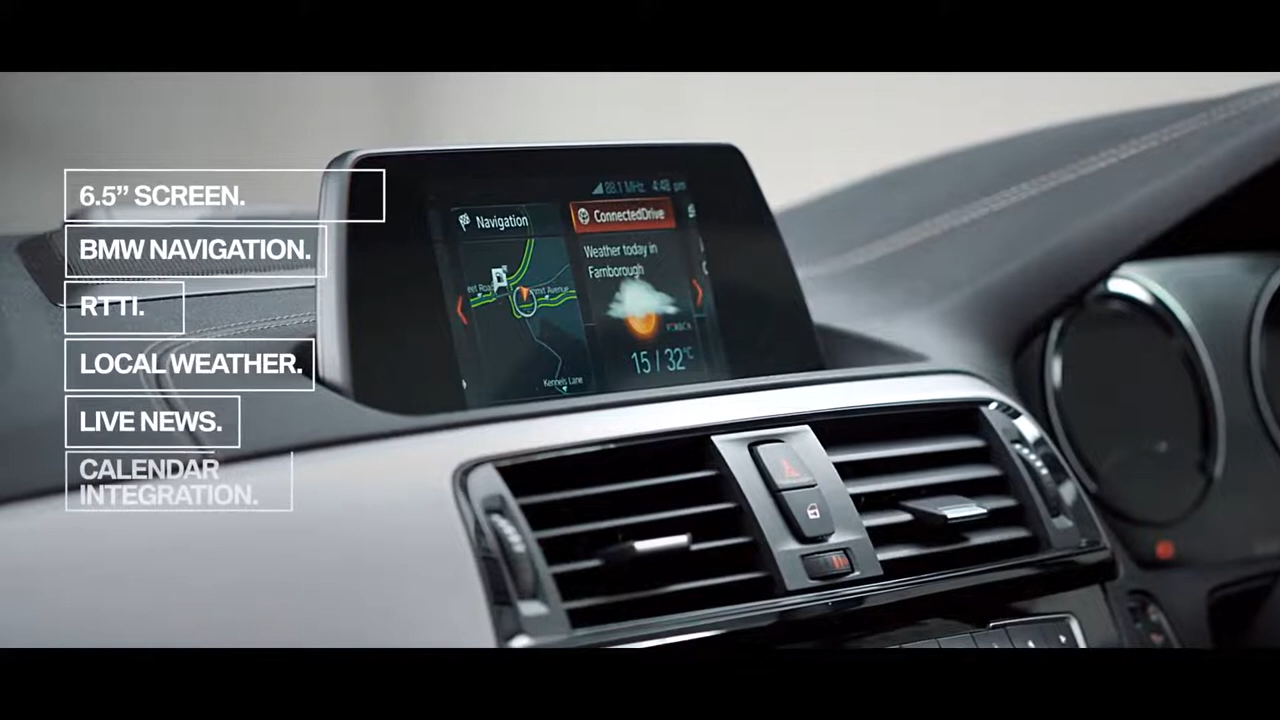 6.5” SCREEN.
BMW NAVIGATION.
RTTI.
LOCAL WEATHER.
LIVE NEWS.
CALENDAR
INTEGRATION.
88.1 MHz 4:48 pm
Navigation
ConnectedDrive
Weather today in
Farnborough
Avenue
15 / 32°C
Kennels Lane